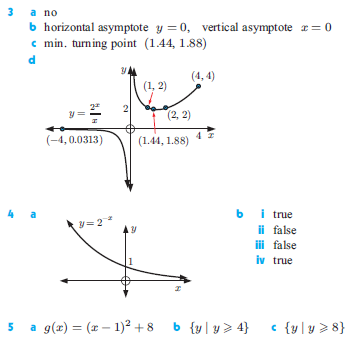 3 a no
b horizontal asymptote y = 0, vertical asymptote x = 0
c min. turning point (1.44, 1.88)
d
y
(4, 4)
(1, 2)
y = 2^x/x
2
(2, 2)
(−4, 0.0313)
(1.44, 1.88)
4 x
4 a
b i true
y = 2^−x
y
ii false
iii false
iv true
1
x
5 a g(x) = (x − 1)² + 8 b {y | y ⩾ 4} c {y | y ⩾ 8}